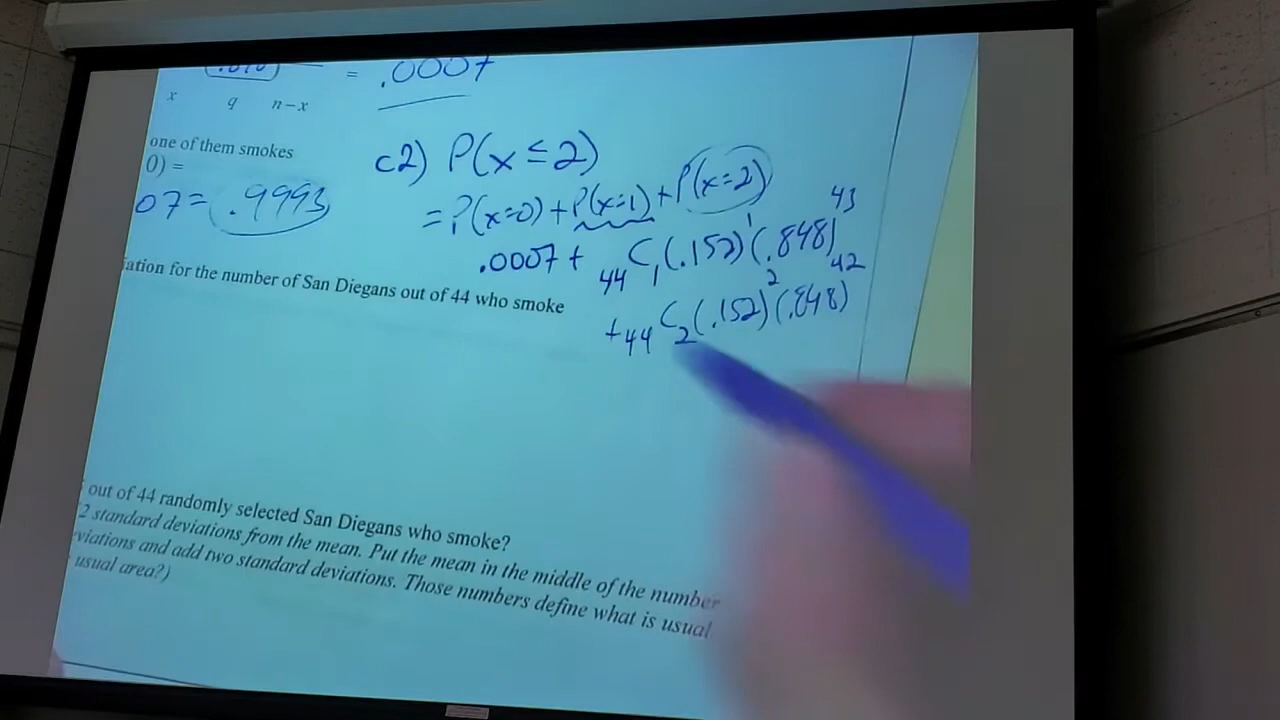 = .0007
x q n-x
one of them smokes
0) =
07 = .9993
c2) P(x ≤ 2)
= P(x=0) + P(x=1) + P(x=2)
.0007 + 44C1(.152)^1(.848)^43
+ 44C2(.152)^2(.848)^42
ation for the number of San Diegans out of 44 who smoke
out of 44 randomly selected San Diegans who smoke?
2 standard deviations from the mean. Put the mean in the middle of the number
viations and add two standard deviations. Those numbers define what is usual
usual area?)